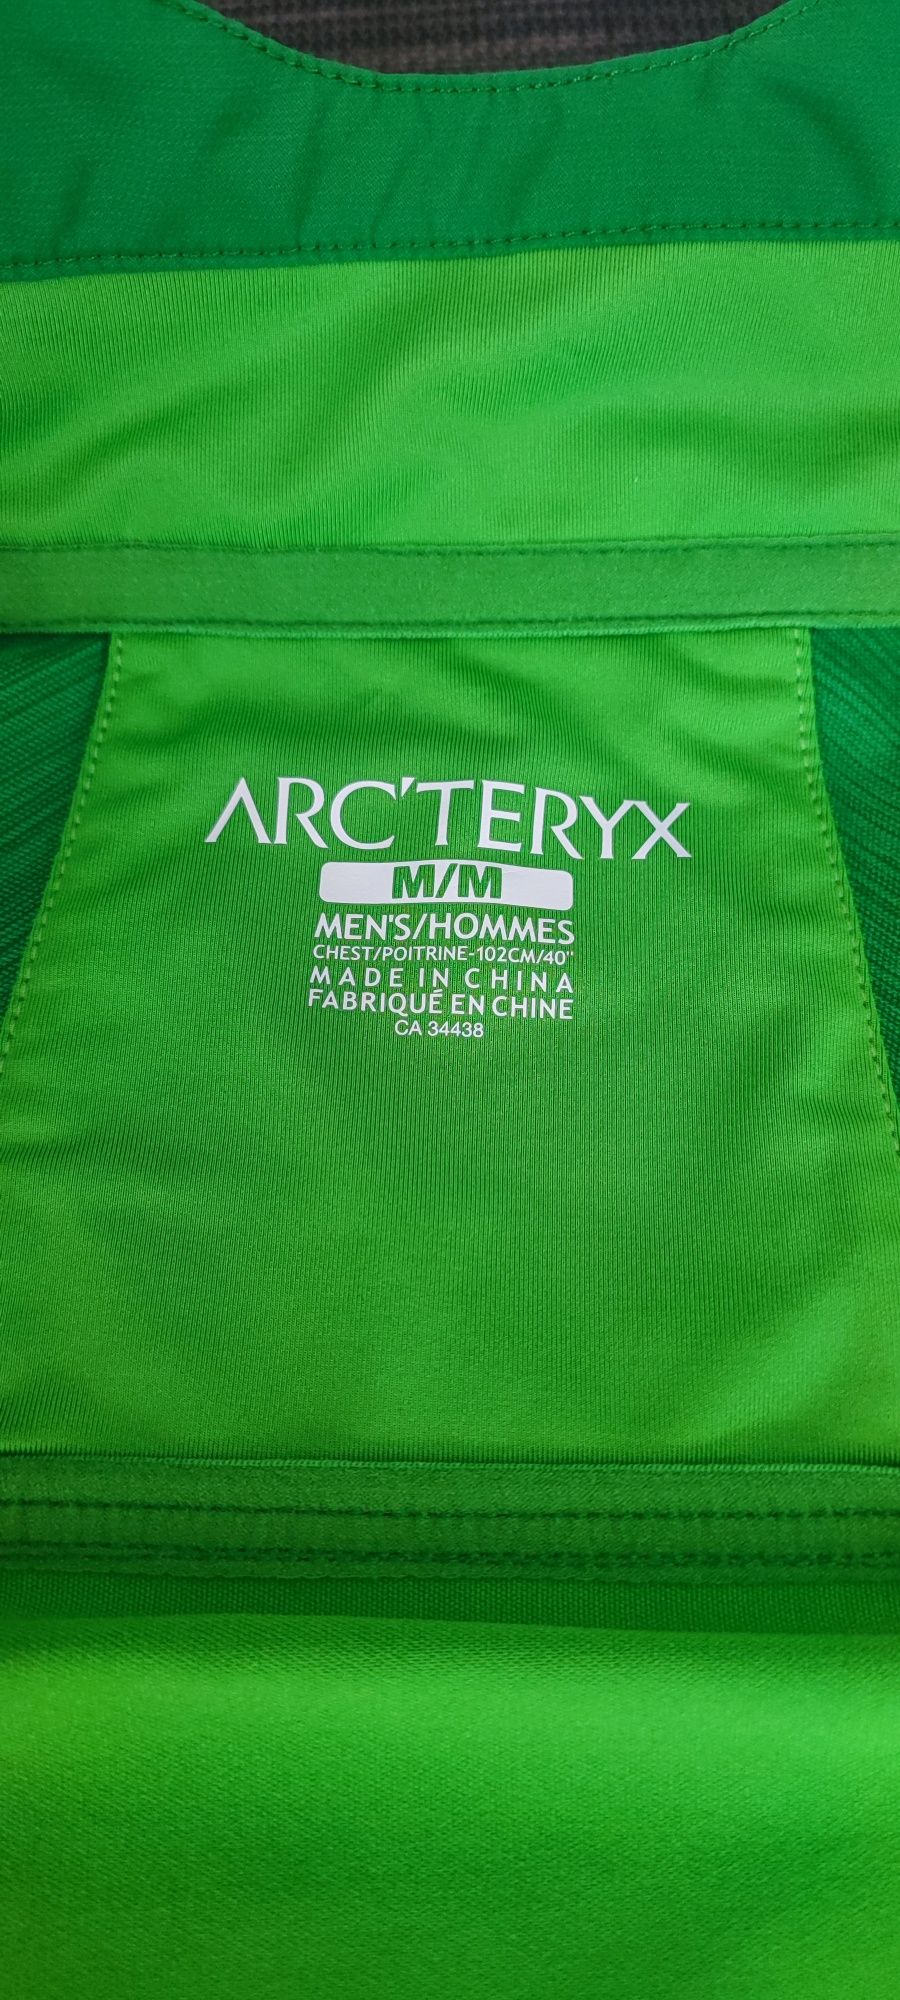 ARC'TERYX
M/M
MEN'S/HOMMES
CHEST/POITRINE-102CM/40"
MADE IN CHINA
FABRIQUÉ EN CHINE
CA 34438